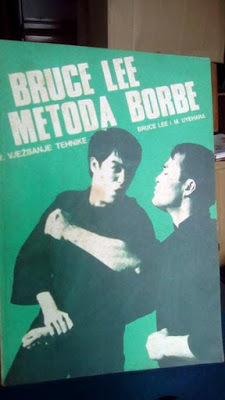 BRUCE LEE
METODA BORBE
2. VJEŽBANJE TEHNIKE
BRUCE LEE i M. UYEHARA